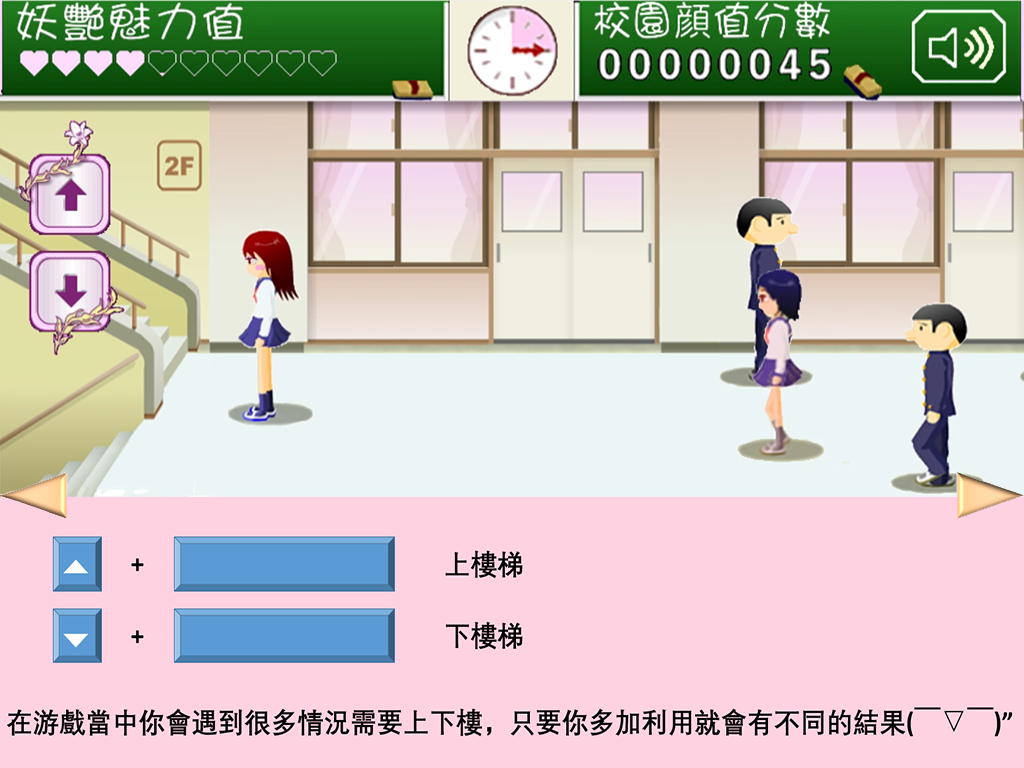 妖艷魅力值
校園顏值分數
00000045
2F
+ 上樓梯
+ 下樓梯
在游戲當中你會遇到很多情況需要上下樓，只要你多加利用就會有不同的結果(￣▽￣)”